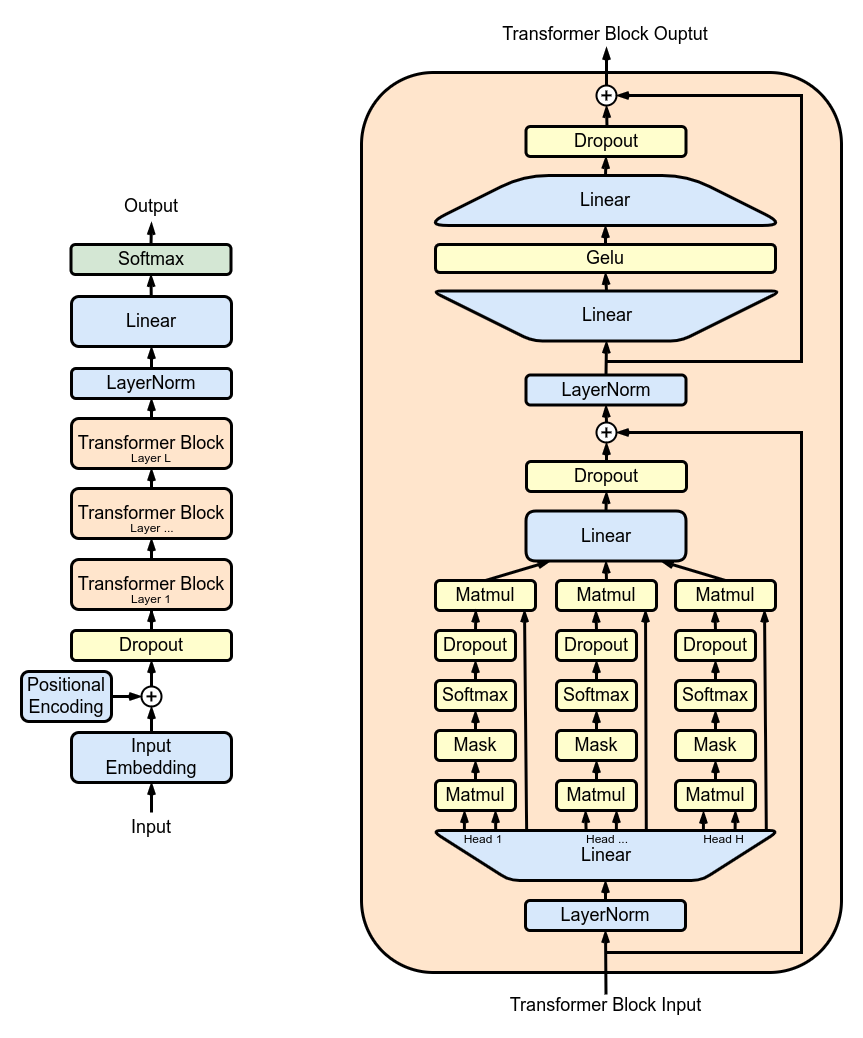 Output
Softmax
Linear
LayerNorm
Transformer Block
Layer L
Transformer Block
Layer ...
Transformer Block
Layer 1
Dropout
Positional
Encoding
Input
Embedding
Input
Transformer Block Ouptut
Dropout
Linear
Gelu
Linear
LayerNorm
Dropout
Linear
Matmul Matmul Matmul
Dropout Dropout Dropout
Softmax Softmax Softmax
Mask Mask Mask
Matmul Matmul Matmul
Head 1 Head ... Head H
Linear
LayerNorm
Transformer Block Input